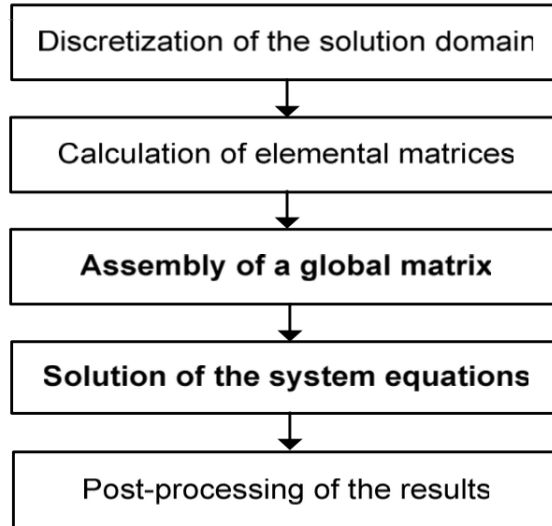 Discretization of the solution domain
Calculation of elemental matrices
Assembly of a global matrix
Solution of the system equations
Post-processing of the results